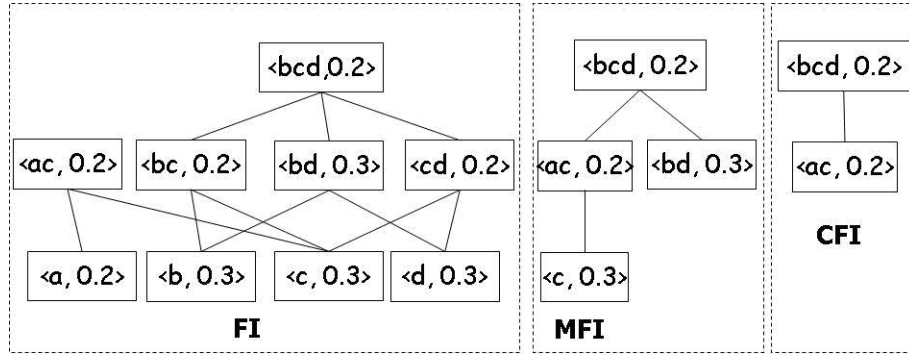 <bcd,0.2>
<ac, 0.2> <bc, 0.2> <bd, 0.3> <cd, 0.2>
<a, 0.2> <b, 0.3> <c, 0.3> <d, 0.3>
FI
<bcd, 0.2>
<ac, 0.2> <bd, 0.3>
<c, 0.3>
MFI
<bcd, 0.2>
<ac, 0.2>
CFI